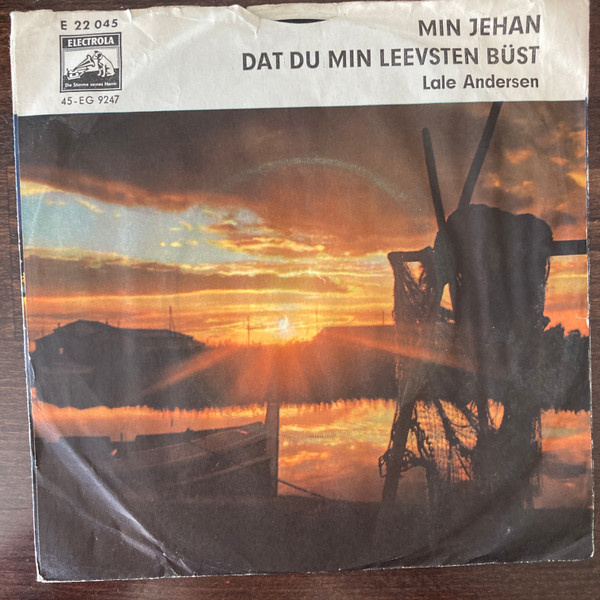 E 22 045
ELECTROLA
Die Stimme seines Herrn
45-EG 9247
MIN JEHAN
DAT DU MIN LEEVSTEN BÜST
Lale Andersen